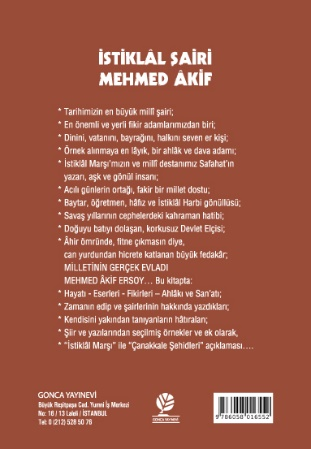 İSTİKLÂL ŞAİRİ
MEHMED ÂKİF
* Tarihimizin en büyük millî şairi;
* En önemli ve yerli fikir adamlarımızdan biri;
* Dinini, vatanını, bayrağını, halkını seven er kişi;
* Örnek alınmaya en lâyık, bir ahlâk ve dava adamı;
* İstiklâl Marşı'mızın ve millî destanımız Safahat'ın
yazarı, aşk ve gönül insanı;
* Acılı günlerin ortağı, fakir bir millet dostu;
* Baytar, öğretmen, hâfız ve İstiklâl Harbi gönüllüsü;
* Savaş yıllarının cephelerdeki kahraman hatibi;
* Doğuyu batıyı dolaşan, korkusuz Devlet Elçisi;
* Âhir ömründe, fitne çıkmasın diye,
can yurdundan hicrete katlanan büyük fedakâr;
MİLLETİNİN GERÇEK EVLADI
MEHMED ÂKİF ERSOY... Bu kitapta:
* Hayatı - Eserleri - Fikirleri – Ahlâkı ve San'atı;
* Zamanın edip ve şairlerinin hakkında yazdıkları;
* Kendisini yakından tanıyanların hâtıraları;
* Şiir ve yazılarından seçilmiş örnekler ve ek olarak,
* "İstiklâl Marşı" ile "Çanakkale Şehidleri" açıklaması....
GONCA YAYINEVİ
Büyük Reşitpaşa Cad. Yumni İş Merkezi
No: 16 / 13 Laleli / İSTANBUL
Tel: 0 (212) 528 50 76
GONCA YAYINEVİ
9 786058 016552